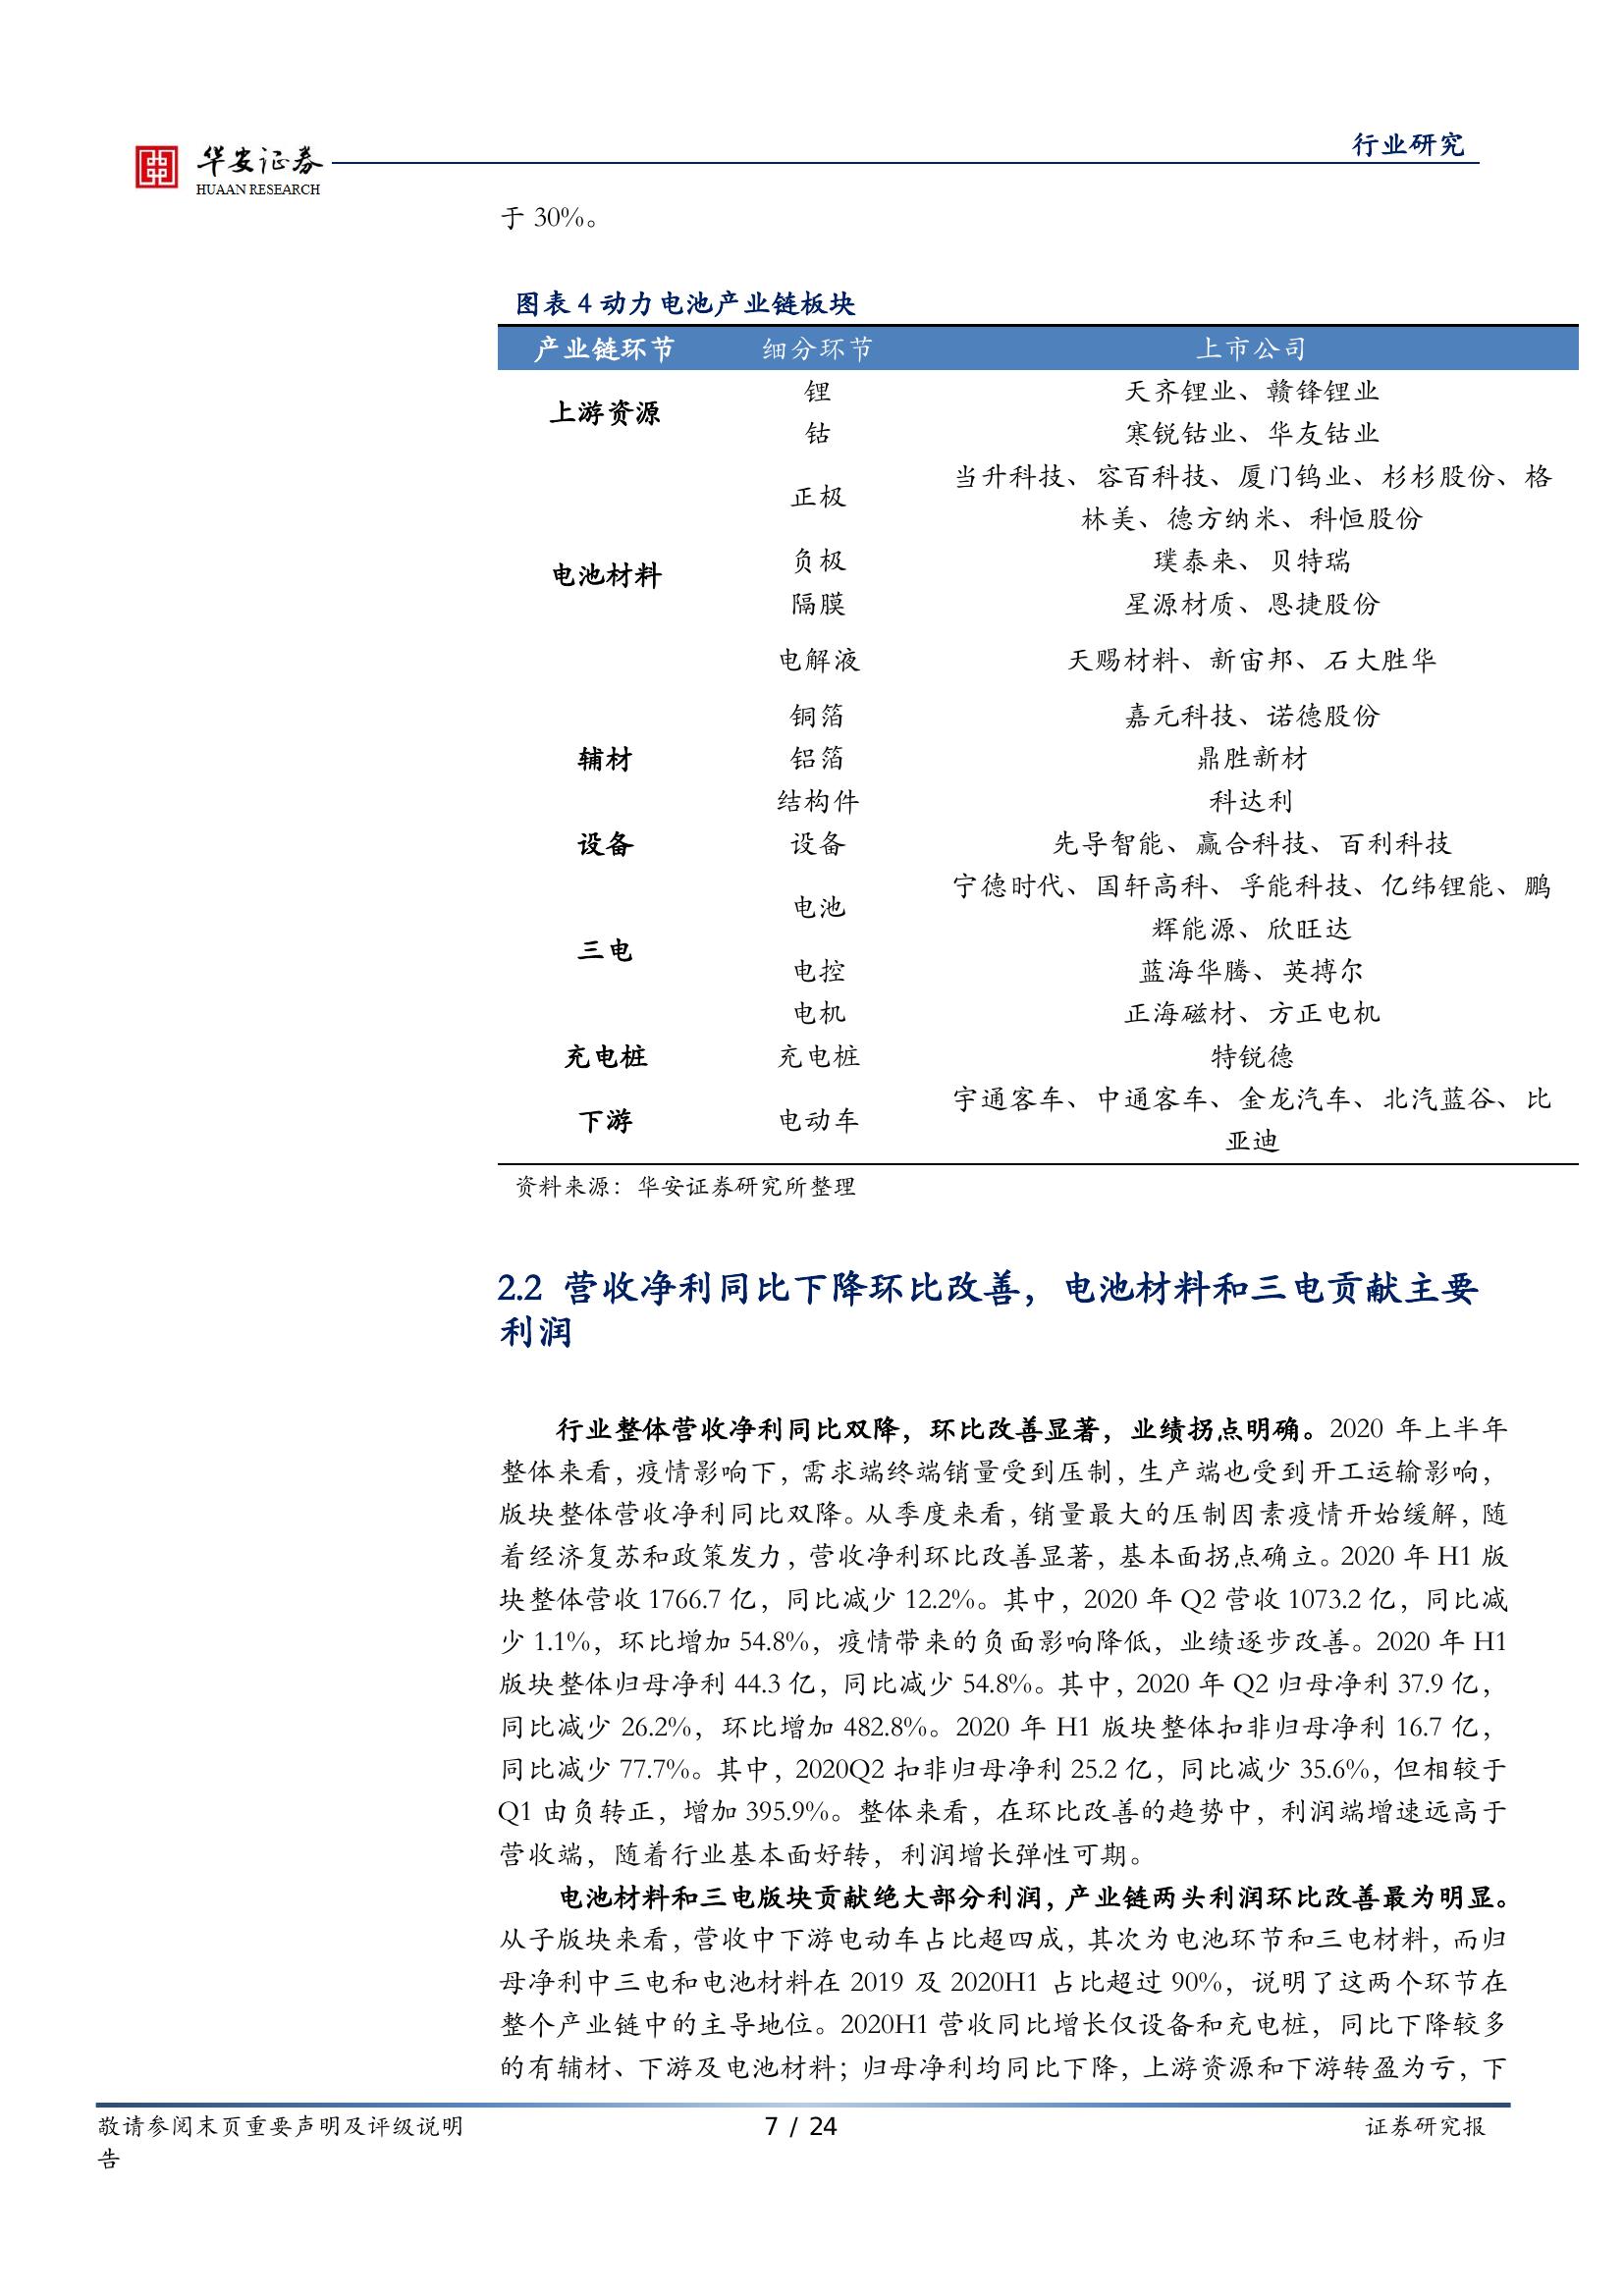 华安证券
HUAAN RESEARCH
行业研究
于 30%。
图表 4 动力电池产业链板块
产业链环节 细分环节 上市公司
上游资源 锂 天齐锂业、赣锋锂业
钴 寒锐钴业、华友钴业
电池材料 正极 当升科技、容百科技、厦门钨业、杉杉股份、格
林美、德方纳米、科恒股份
负极 璞泰来、贝特瑞
隔膜 星源材质、恩捷股份
电解液 天赐材料、新宙邦、石大胜华
辅材 铜箔 嘉元科技、诺德股份
铝箔 鼎胜新材
结构件 科达利
设备 设备 先导智能、赢合科技、百利科技
三电 电池 宁德时代、国轩高科、孚能科技、亿纬锂能、鹏
辉能源、欣旺达
电控 蓝海华腾、英搏尔
电机 正海磁材、方正电机
充电桩 充电桩 特锐德
下游 电动车 宇通客车、中通客车、金龙汽车、北汽蓝谷、比
亚迪
资料来源：华安证券研究所整理
2.2 营收净利同比下降环比改善，电池材料和三电贡献主要
利润
行业整体营收净利同比双降，环比改善显著，业绩拐点明确。2020 年上半年
整体来看，疫情影响下，需求端终端销量受到压制，生产端也受到开工运输影响，
版块整体营收净利同比双降。从季度来看，销量最大的压制因素疫情开始缓解，随
着经济复苏和政策发力，营收净利环比改善显著，基本面拐点确立。2020 年 H1 版
块整体营收 1766.7 亿，同比减少 12.2%。其中，2020 年 Q2 营收 1073.2 亿，同比减
少 1.1%，环比增加 54.8%，疫情带来的负面影响降低，业绩逐步改善。2020 年 H1
版块整体归母净利 44.3 亿，同比减少 54.8%。其中，2020 年 Q2 归母净利 37.9 亿，
同比减少 26.2%，环比增加 482.8%。2020 年 H1 版块整体扣非归母净利 16.7 亿，
同比减少 77.7%。其中，2020Q2 扣非归母净利 25.2 亿，同比减少 35.6%，但相较于
Q1 由负转正，增加 395.9%。整体来看，在环比改善的趋势中，利润端增速远高于
营收端，随着行业基本面好转，利润增长弹性可期。
电池材料和三电版块贡献绝大部分利润，产业链两头利润环比改善最为明显。
从子版块来看，营收中下游电动车占比超四成，其次为电池环节和三电材料，而归
母净利中三电和电池材料在 2019 及 2020H1 占比超过 90%，说明了这两个环节在
整个产业链中的主导地位。2020H1 营收同比增长仅设备和充电桩，同比下降较多
的有辅材、下游及电池材料；归母净利均同比下降，上游资源和下游转盈为亏，下
敬请参阅末页重要声明及评级说明 7 / 24 证券研究报
告